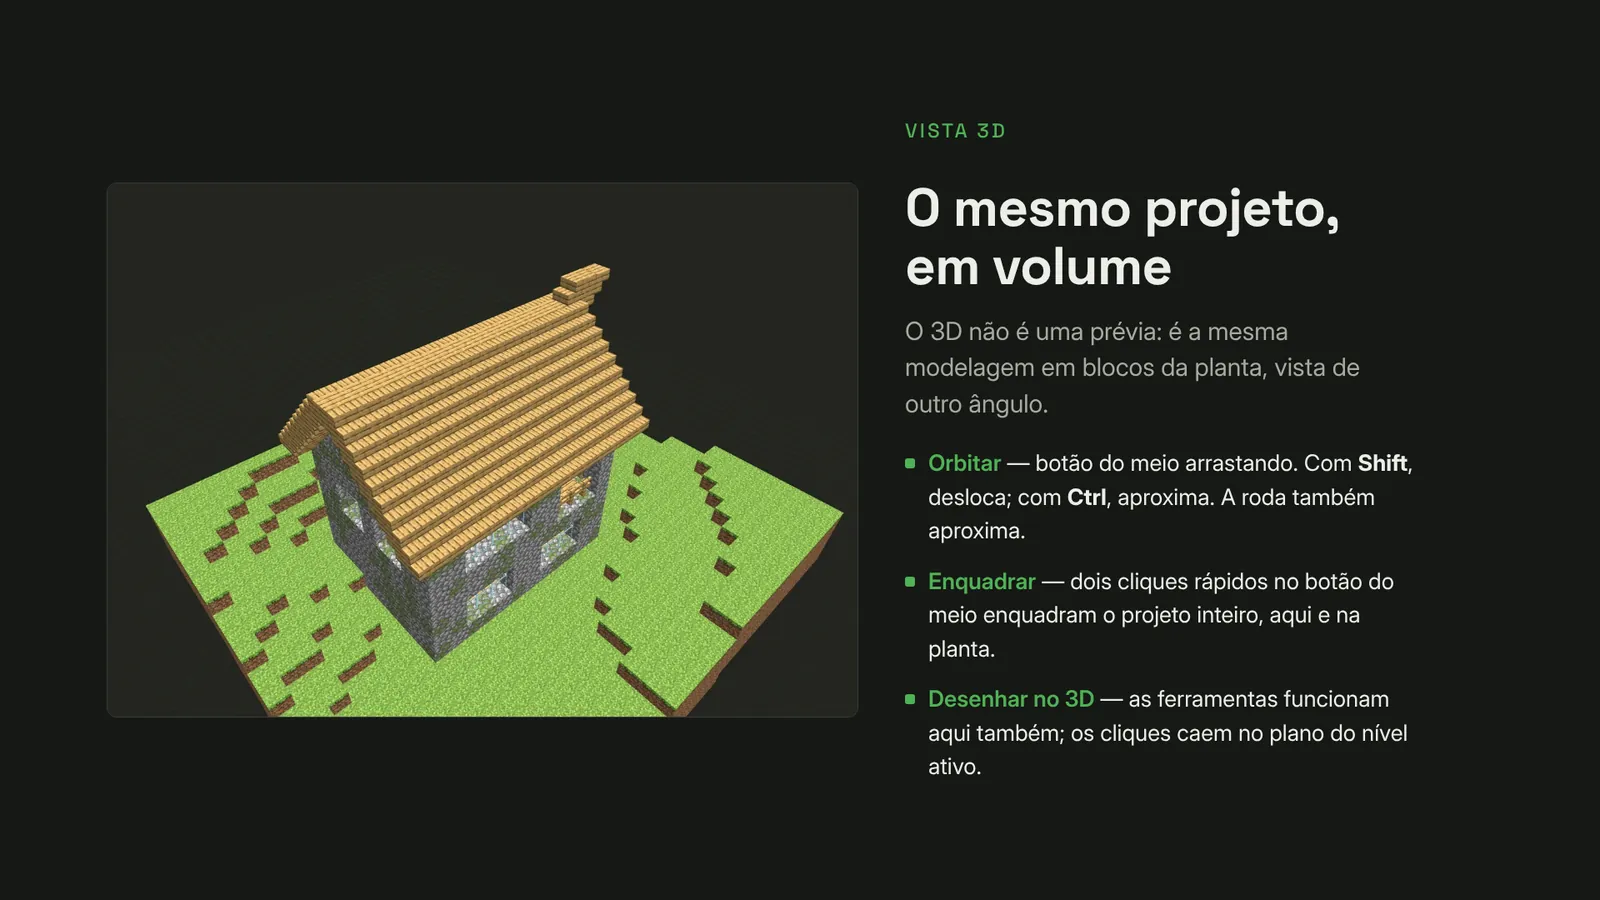 VISTA 3D
O mesmo projeto,
em volume
O 3D não é uma prévia: é a mesma
modelagem em blocos da planta, vista de
outro ângulo.
Orbitar — botão do meio arrastando. Com Shift,
desloca; com Ctrl, aproxima. A roda também
aproxima.
Enquadrar — dois cliques rápidos no botão do
meio enquadram o projeto inteiro, aqui e na
planta.
Desenhar no 3D — as ferramentas funcionam
aqui também; os cliques caem no plano do nível
ativo.